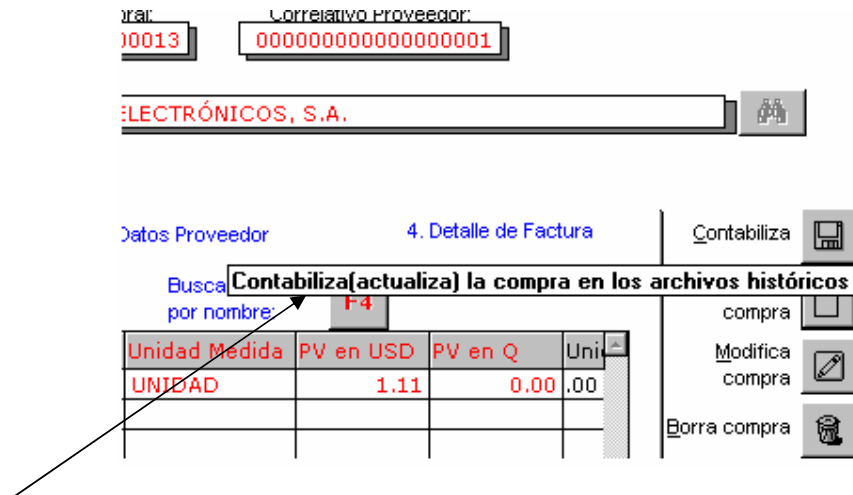 Correlativo Proveedor:
00013 000000000000000001
ELECTRÓNICOS, S.A.
Datos Proveedor 4. Detalle de Factura Contabiliza
Contabiliza(actualiza) la compra en los archivos históricos
por nombre: F4 compra
Unidad Medida PV en USD PV en Q
Modifica
compra
UNIDAD 1.11 0.00 .00
Borra compra